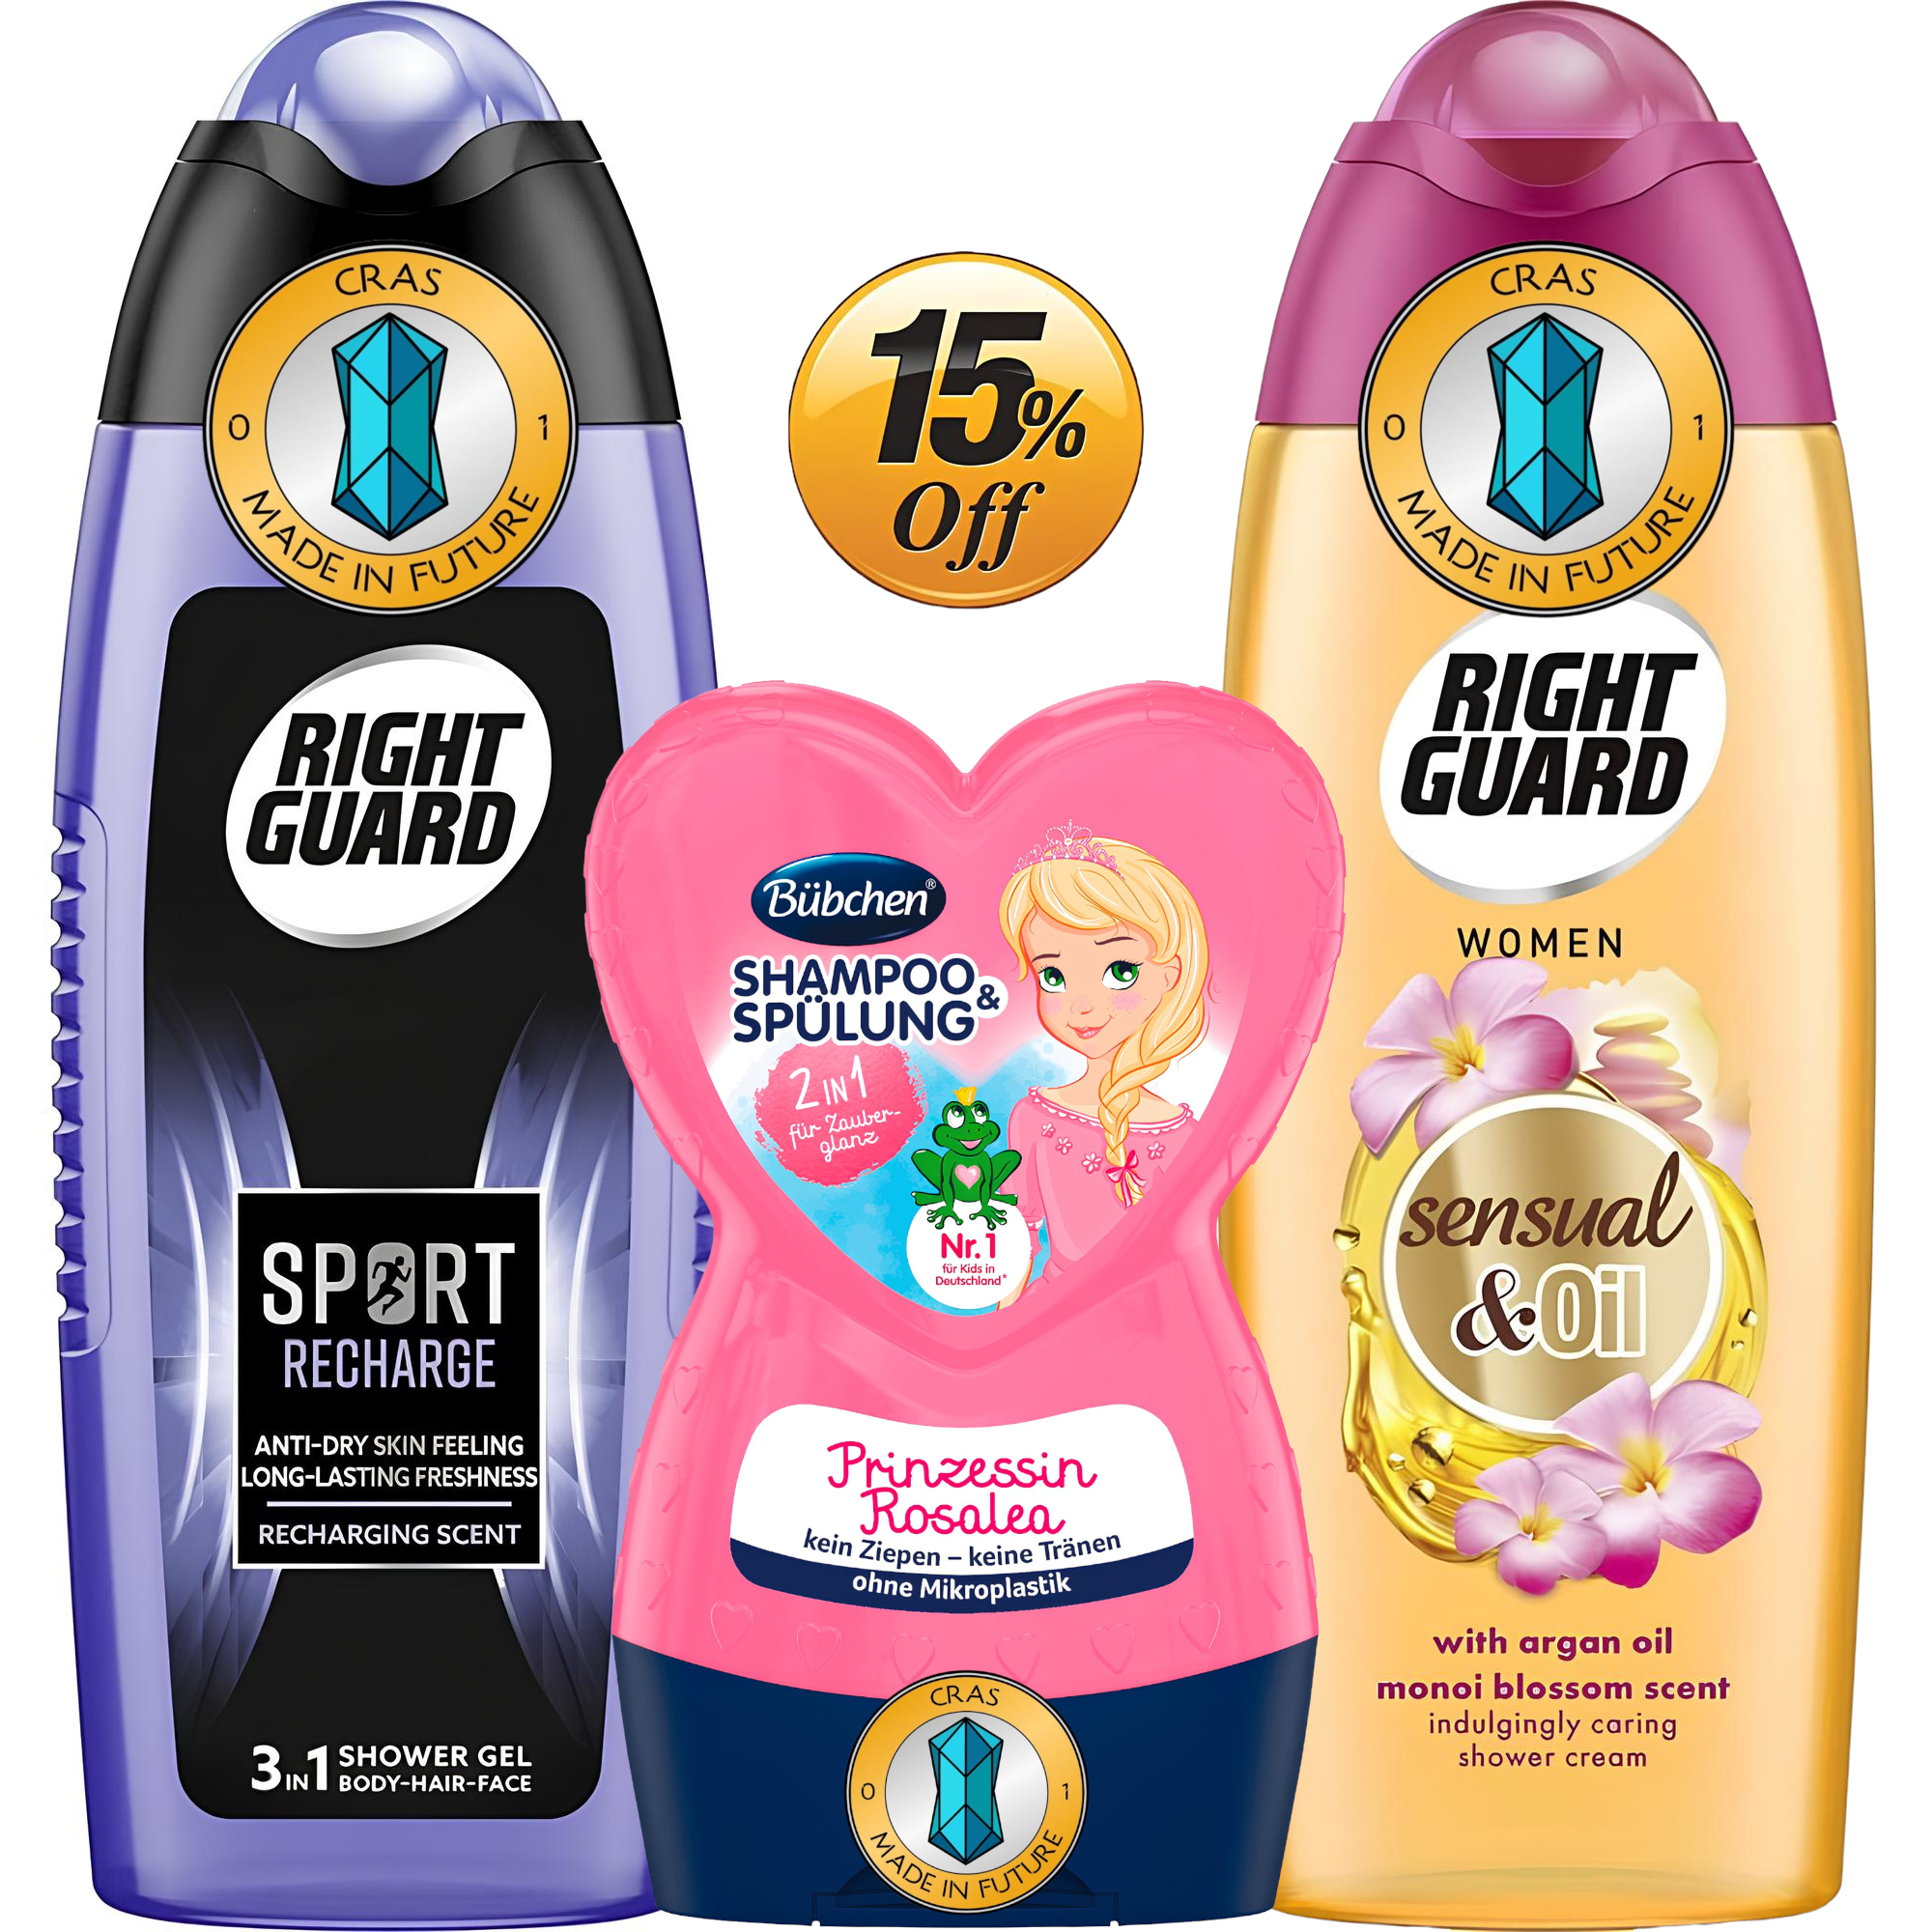 CRAS
0 1
MADE IN FUTURE
RIGHT
GUARD
SPORT
RECHARGE
ANTI-DRY SKIN FEELING
LONG-LASTING FRESHNESS
RECHARGING SCENT
3 IN 1 SHOWER GEL
BODY-HAIR-FACE
15%
Off
Bübchen®
SHAMPOO
& SPÜLUNG
2 IN 1
für Zauber-
glanz
Nr.1
für Kids in
Deutschland*
Prinzessin
Rosalea
kein Ziepen – keine Tränen
ohne Mikroplastik
CRAS
0 1
MADE IN FUTURE
CRAS
0 1
MADE IN FUTURE
RIGHT
GUARD
WOMEN
sensual
&Oil
with argan oil
monoi blossom scent
indulgingly caring
shower cream